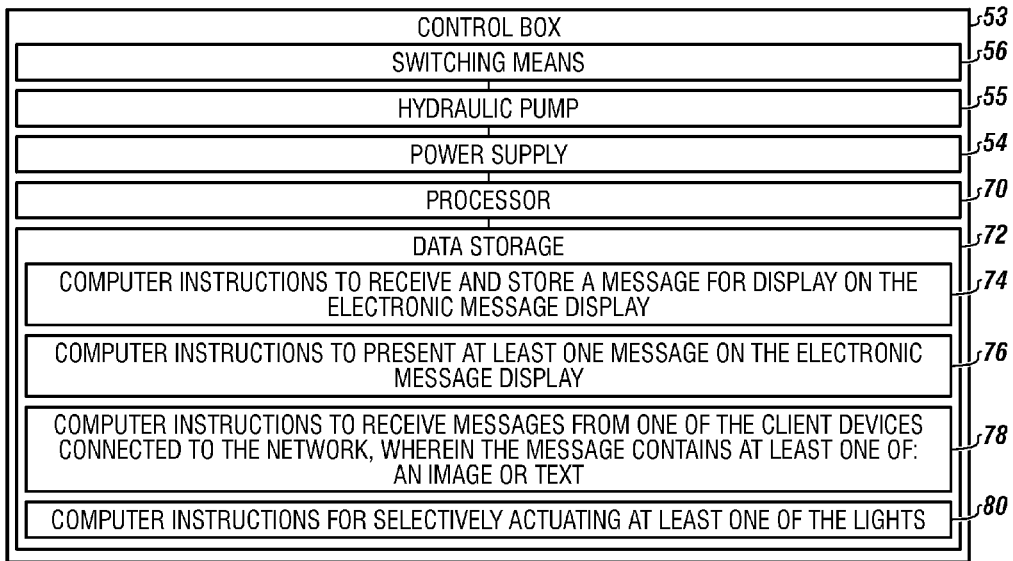 CONTROL BOX
53
SWITCHING MEANS
56
HYDRAULIC PUMP
55
POWER SUPPLY
54
PROCESSOR
70
DATA STORAGE
72
COMPUTER INSTRUCTIONS TO RECEIVE AND STORE A MESSAGE FOR DISPLAY ON THE
ELECTRONIC MESSAGE DISPLAY
74
COMPUTER INSTRUCTIONS TO PRESENT AT LEAST ONE MESSAGE ON THE ELECTRONIC
MESSAGE DISPLAY
76
COMPUTER INSTRUCTIONS TO RECEIVE MESSAGES FROM ONE OF THE CLIENT DEVICES
CONNECTED TO THE NETWORK, WHEREIN THE MESSAGE CONTAINS AT LEAST ONE OF:
AN IMAGE OR TEXT
78
COMPUTER INSTRUCTIONS FOR SELECTIVELY ACTUATING AT LEAST ONE OF THE LIGHTS
80